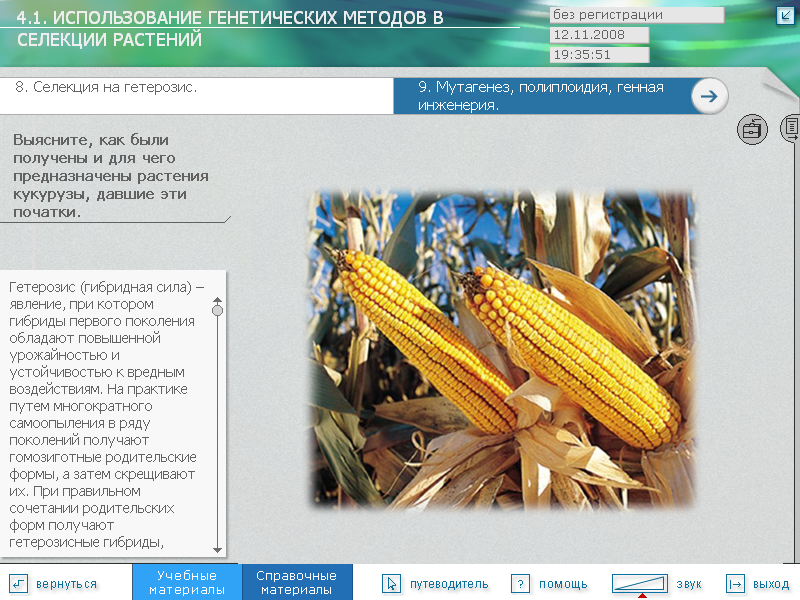 4.1. ИСПОЛЬЗОВАНИЕ ГЕНЕТИЧЕСКИХ МЕТОДОВ В
СЕЛЕКЦИИ РАСТЕНИЙ
без регистрации
12.11.2008
19:35:51
8. Селекция на гетерозис.
9. Мутагенез, полиплоидия, генная
инженерия.
Выясните, как были
получены и для чего
предназначены растения
кукурузы, давшие эти
початки.
Гетерозис (гибридная сила) –
явление, при котором
гибриды первого поколения
обладают повышенной
урожайностью и
устойчивостью к вредным
воздействиям. На практике
путем многократного
самоопыления в ряду
поколений получают
гомозиготные родительские
формы, а затем скрещивают
их. При правильном
сочетании родительских
форм получают
гетерозисные гибриды,
вернуться
Учебные
материалы
Справочные
материалы
путеводитель
? помощь
звук
выход